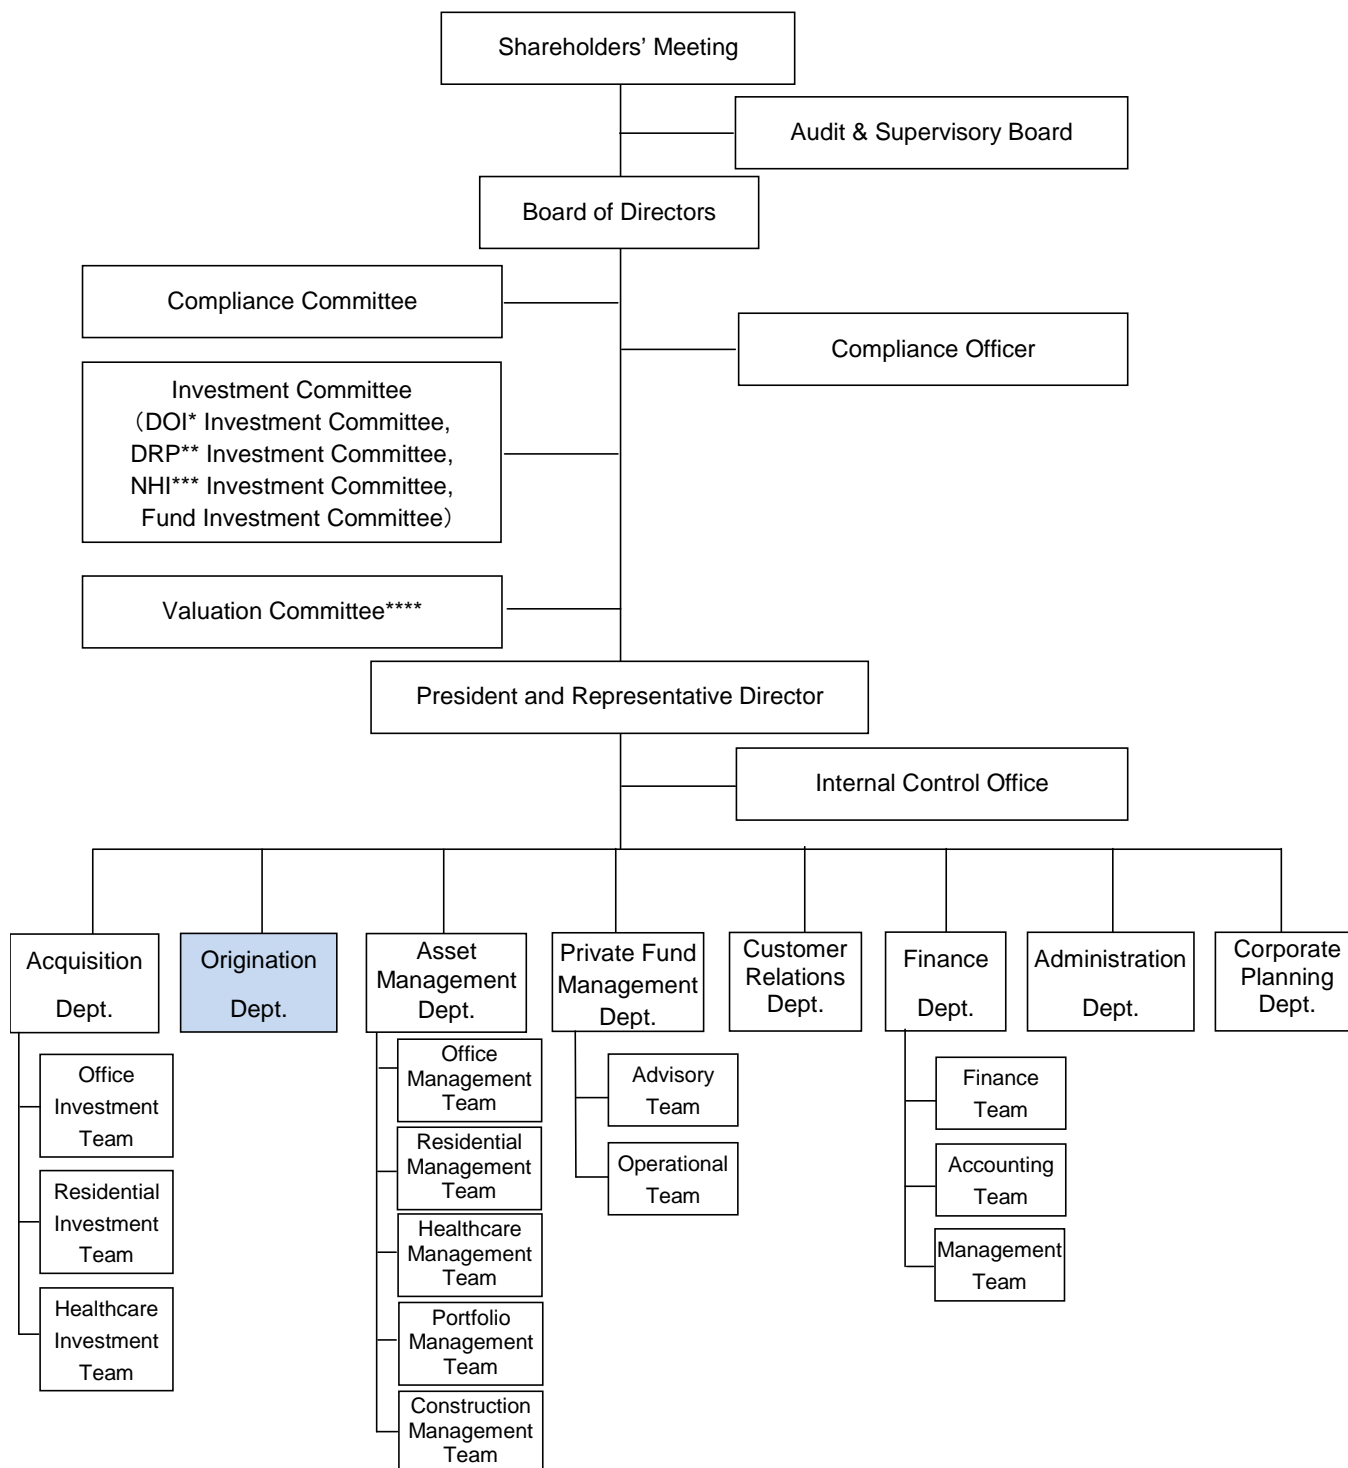 Shareholders’ Meeting
Audit & Supervisory Board
Board of Directors
Compliance Committee
Compliance Officer
Investment Committee
（DOI* Investment Committee,
DRP** Investment Committee,
NHI*** Investment Committee,
Fund Investment Committee）
Valuation Committee****
President and Representative Director
Internal Control Office
Acquisition
Dept.
Origination
Dept.
Asset
Management
Dept.
Private Fund
Management
Dept.
Customer
Relations
Dept.
Finance
Dept.
Administration
Dept.
Corporate
Planning
Dept.
Office
Investment
Team
Residential
Investment
Team
Healthcare
Investment
Team
Office
Management
Team
Residential
Management
Team
Healthcare
Management
Team
Portfolio
Management
Team
Construction
Management
Team
Advisory
Team
Operational
Team
Finance
Team
Accounting
Team
Management
Team